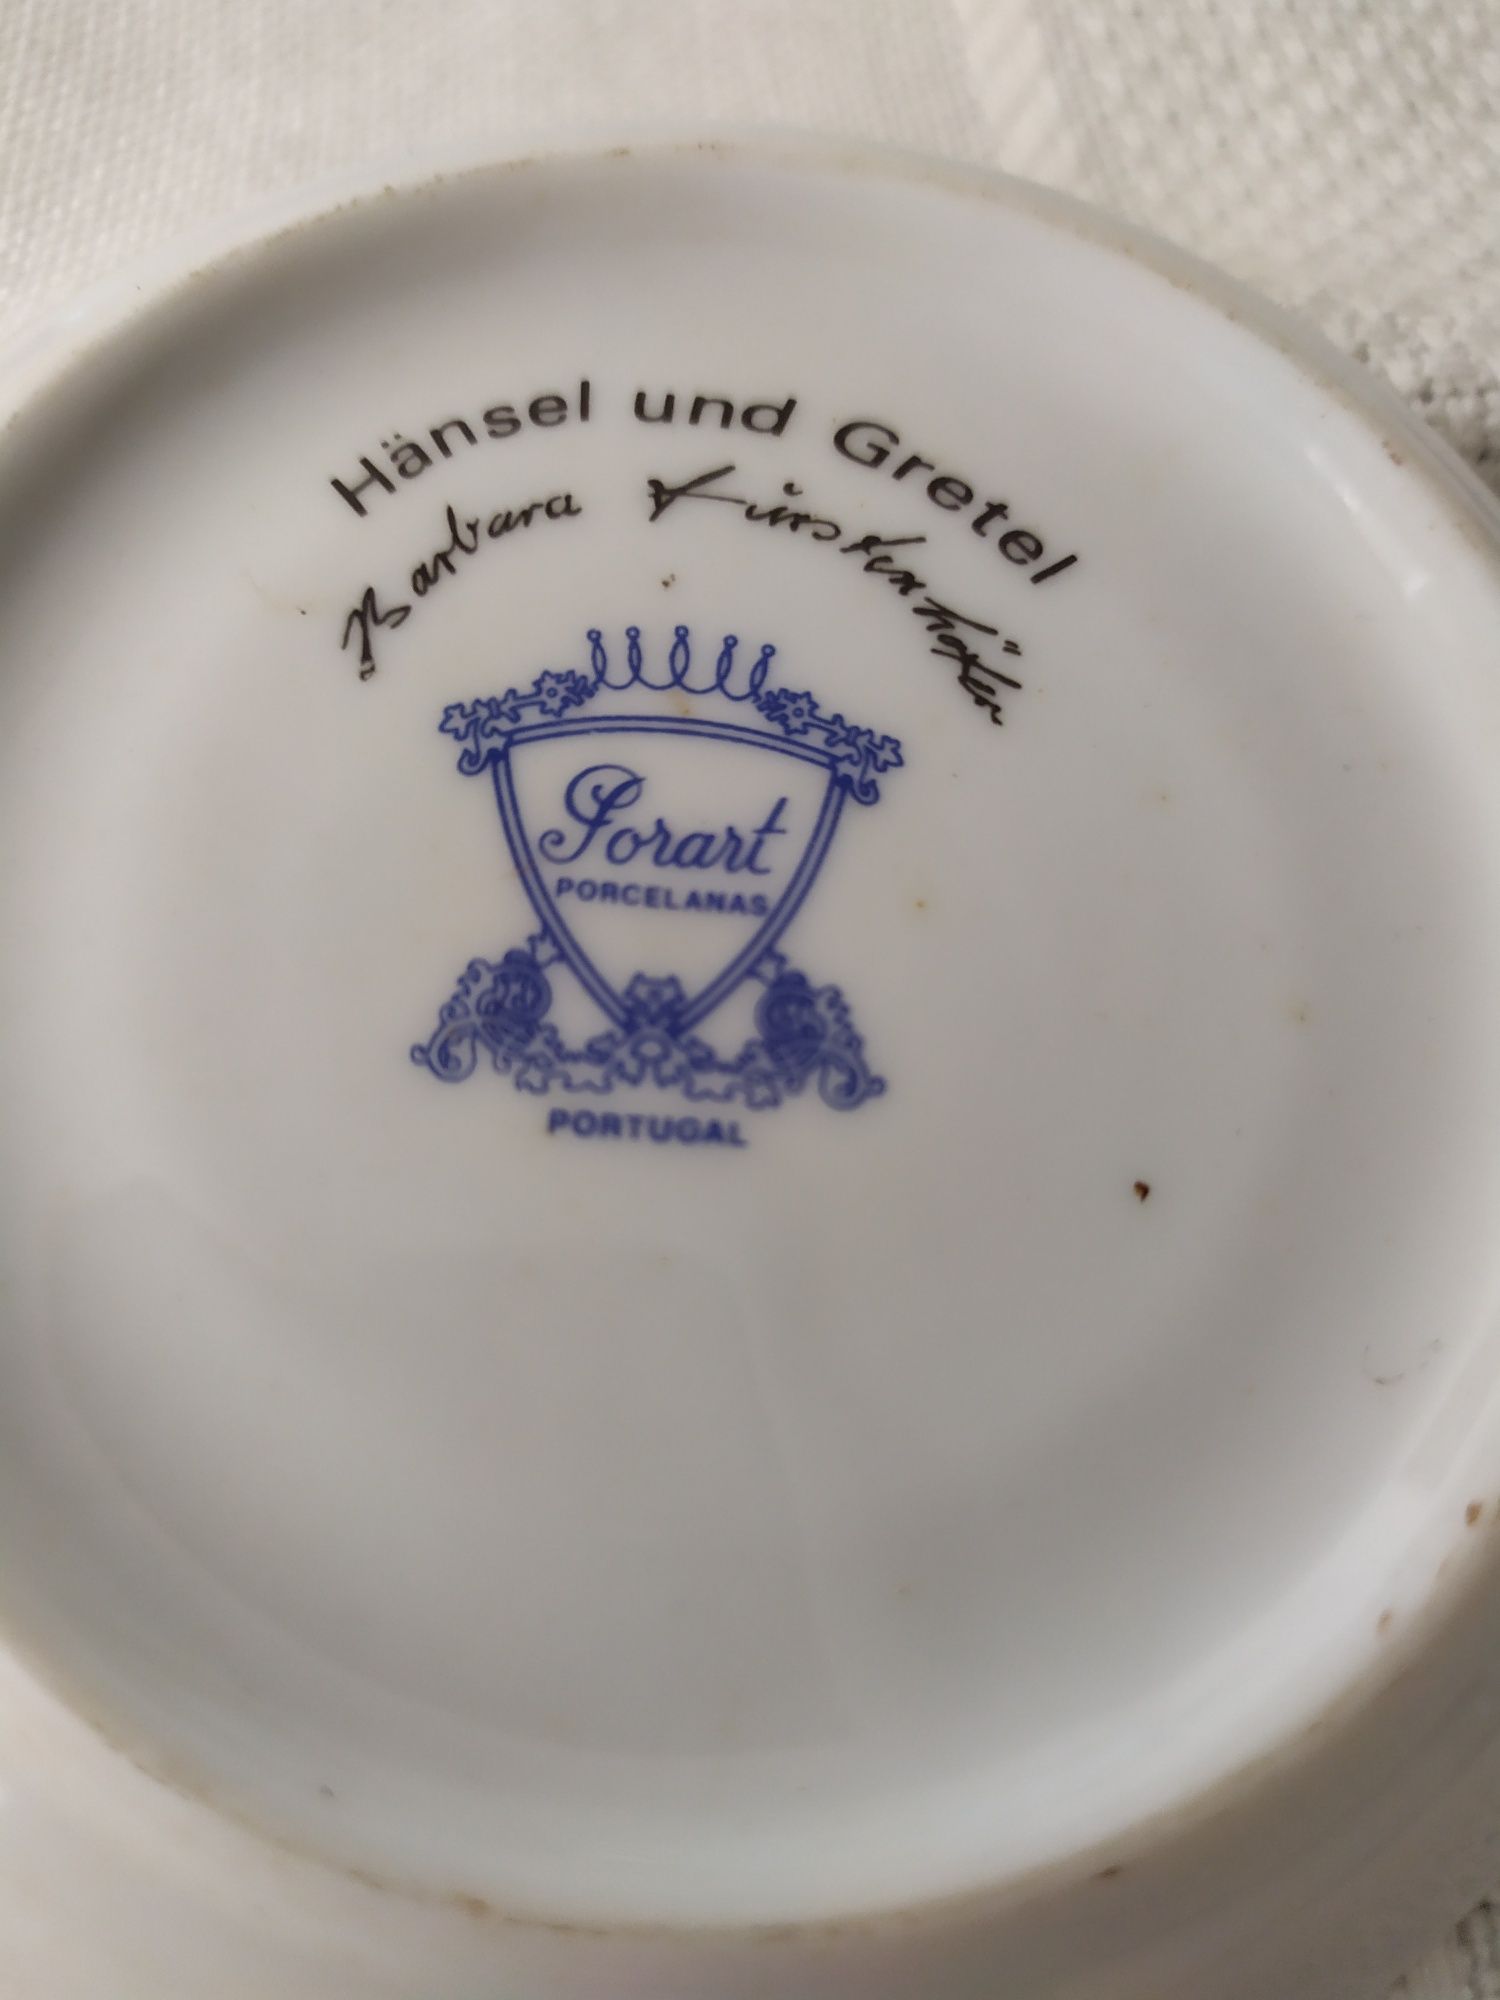 Hänsel und Gretel
Barbara Fürstenhöfer
Porart
PORCELANAS
PORTUGAL